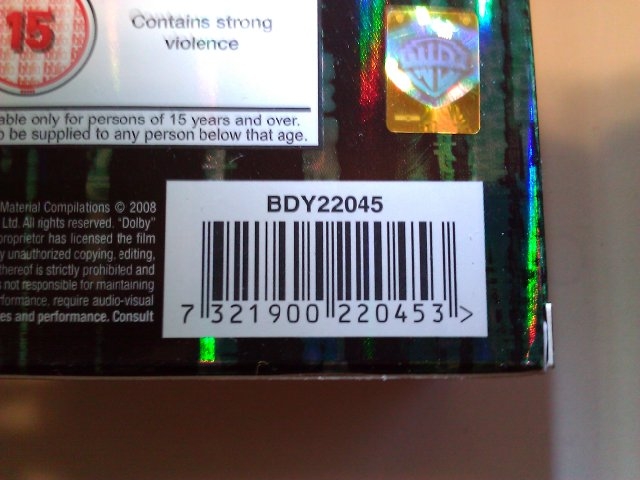 15
Contains strong
violence
able only for persons of 15 years and over.
o be supplied to any person below that age.
WB
Material Compilations © 2008
Ltd. All rights reserved. "Dolby"
proprietor has licensed the film
y unauthorized copying, editing,
thereof is strictly prohibited and
s not responsible for maintaining
rformance, require audio-visual
es and performance. Consult
BDY22045
7 321900 220453 >